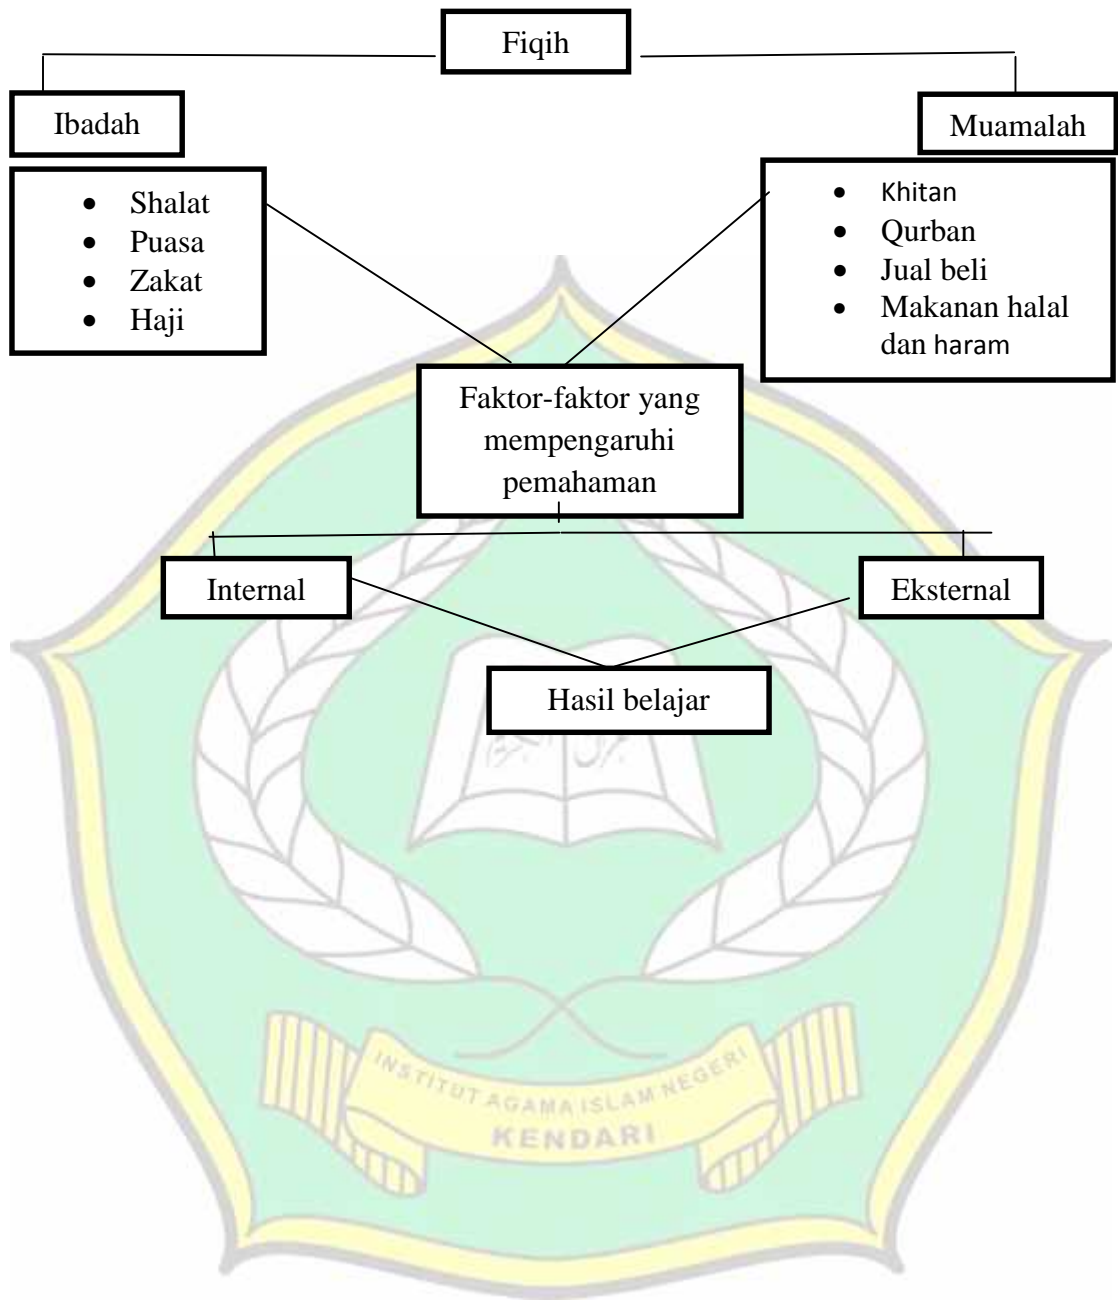 Fiqih
Ibadah
Muamalah
• Shalat
• Puasa
• Zakat
• Haji
• Khitan
• Qurban
• Jual beli
• Makanan halal
dan haram
Faktor-faktor yang
mempengaruhi
pemahaman
Internal
Eksternal
Hasil belajar
INSTITUT AGAMA ISLAM NEGERI
KENDARI